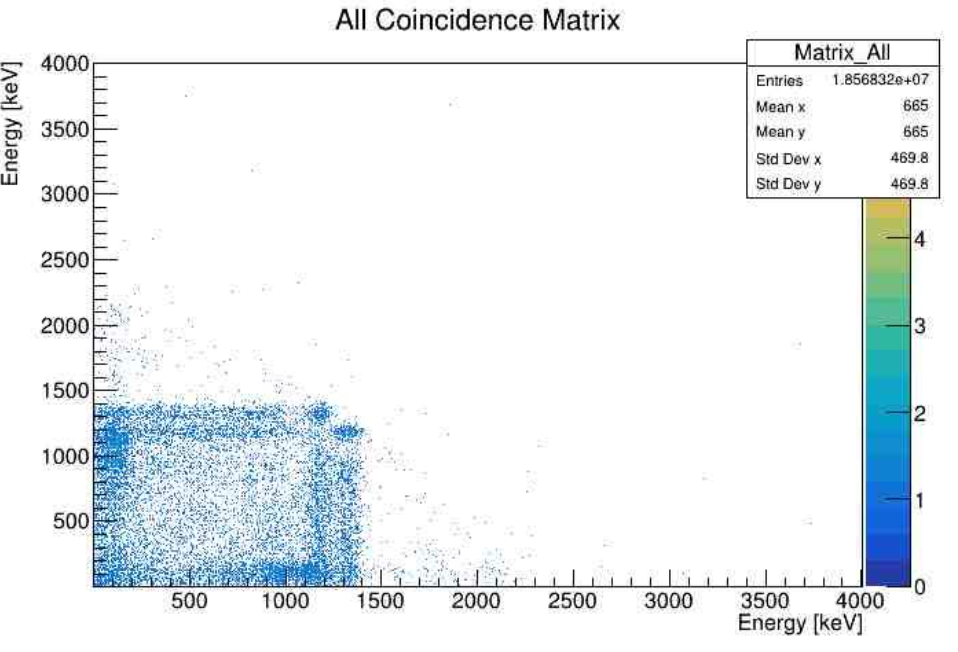 All Coincidence Matrix
Matrix_All
Entries 1.856832e+07
Mean x 665
Mean y 665
Std Dev x 469.8
Std Dev y 469.8
Energy [keV]
4000
3500
3000
2500
2000
1500
1000
500
500 1000 1500 2000 2500 3000 3500 4000
Energy [keV]
4
3
2
1
0